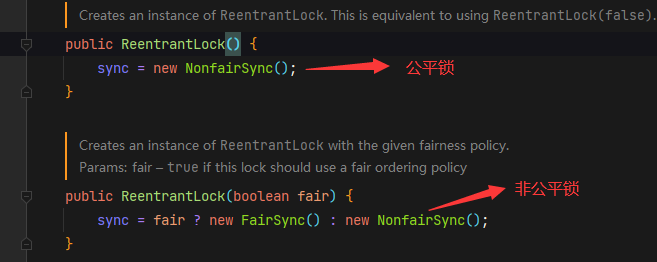 Creates an instance of ReentrantLock. This is equivalent to using ReentrantLock(false).
public ReentrantLock() {
sync = new NonfairSync(); 公平锁
}
Creates an instance of ReentrantLock with the given fairness policy.
Params: fair – true if this lock should use a fair ordering policy
非公平锁
public ReentrantLock(boolean fair) {
sync = fair ? new FairSync() : new NonfairSync();
}